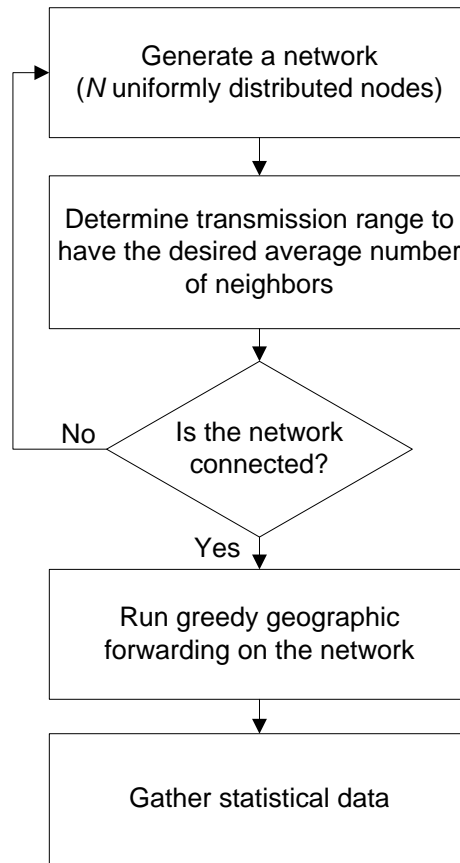 Generate a network
(N uniformly distributed nodes)
Determine transmission range to
have the desired average number
of neighbors
Is the network
connected?
No
Yes
Run greedy geographic
forwarding on the network
Gather statistical data